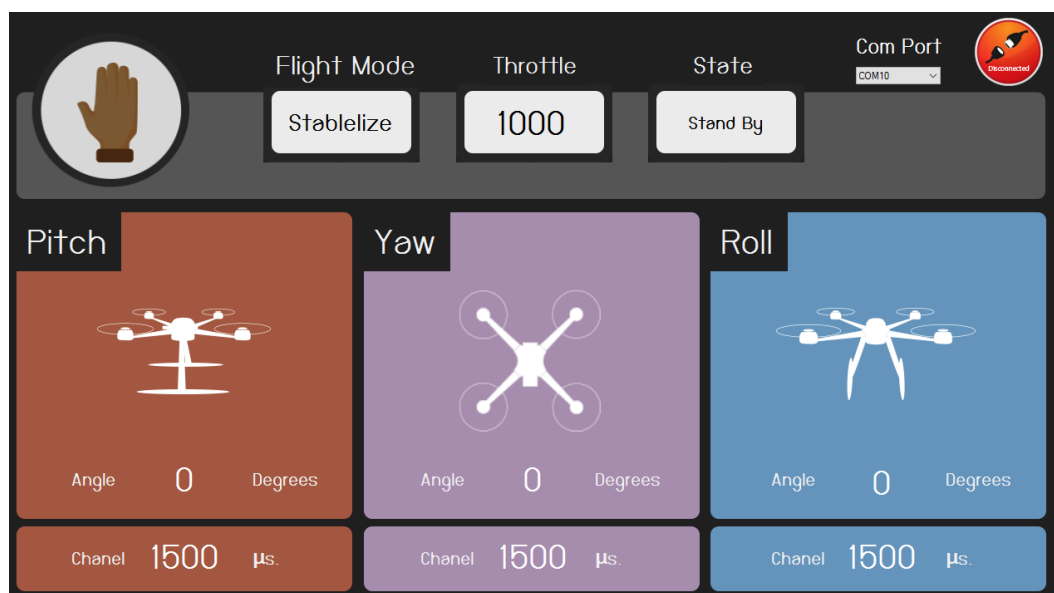 Flight Mode
Throttle
State
Com Port
COM10
Disconnected
Stablelize
1000
Stand By
Pitch
Yaw
Roll
Angle 0 Degrees
Angle 0 Degrees
Angle 0 Degrees
Chanel 1500 µs.
Chanel 1500 µs.
Chanel 1500 µs.